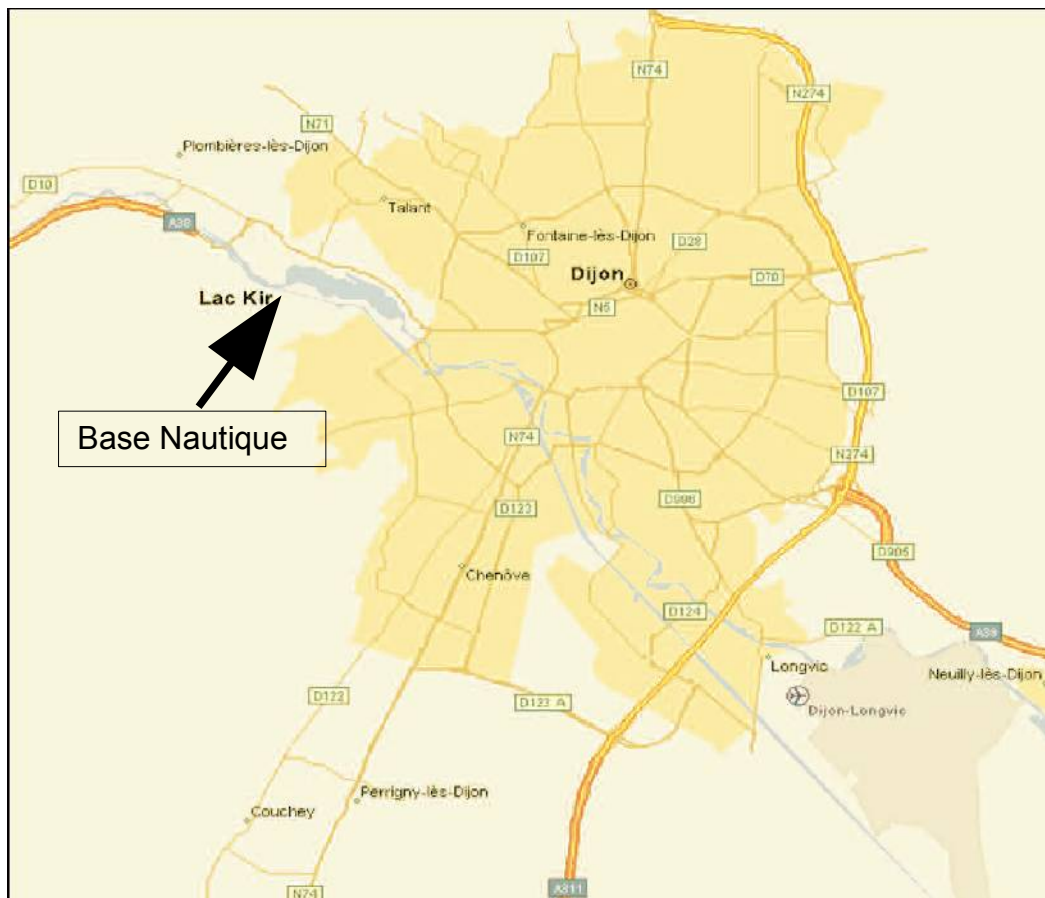 N74
N274
N71
Plombières-lès-Dijon
D10
Talant
A38
Fontaine-lès-Dijon
D28
D107
Dijon
D70
Lac Kir
N5
D107
Base Nautique
N74
N274
D996
D123
D905
Chenôve
D124
D122 A
A39
Longvic
Neuilly-lès-Dijon
D122
D122 A
Dijon-Longvic
Perrigny-lès-Dijon
Couchey
A311
N74